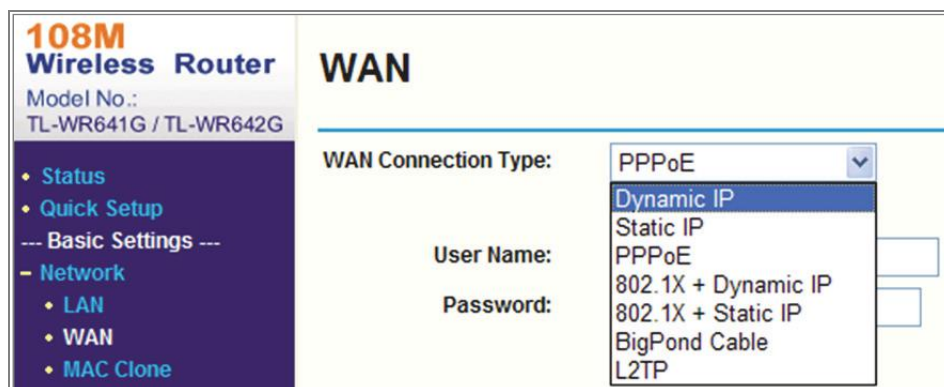 108M
Wireless Router
Model No.:
TL-WR641G / TL-WR642G
• Status
• Quick Setup
--- Basic Settings ---
– Network
• LAN
• WAN
• MAC Clone
WAN
WAN Connection Type:
PPPoE
Dynamic IP
Static IP
PPPoE
802.1X + Dynamic IP
802.1X + Static IP
BigPond Cable
L2TP
User Name:
Password: